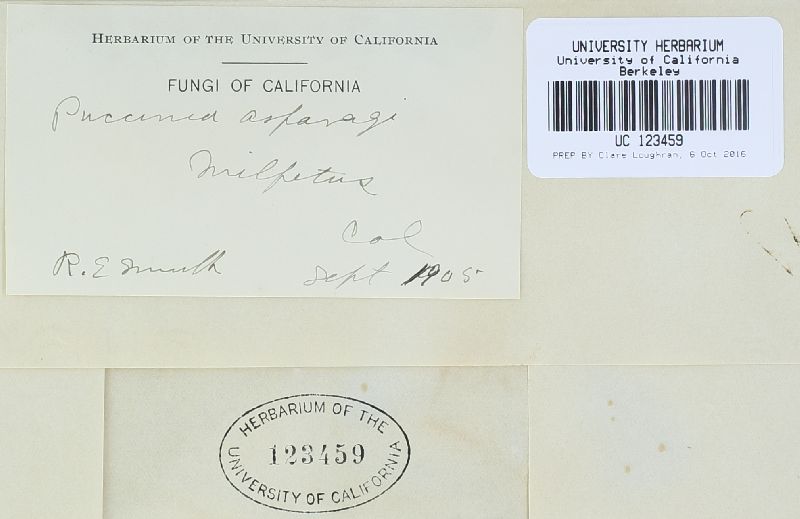 HERBARIUM OF THE UNIVERSITY OF CALIFORNIA
FUNGI OF CALIFORNIA
Puccinia asparagi
Milpetus
Cal
R. E Smith
Sept 1905
UNIVERSITY HERBARIUM
University of California
Berkeley
UC 123459
PREP BY Clare Loughran, 6 Oct 2016
HERBARIUM OF THE
123459
UNIVERSITY OF CALIFORNIA